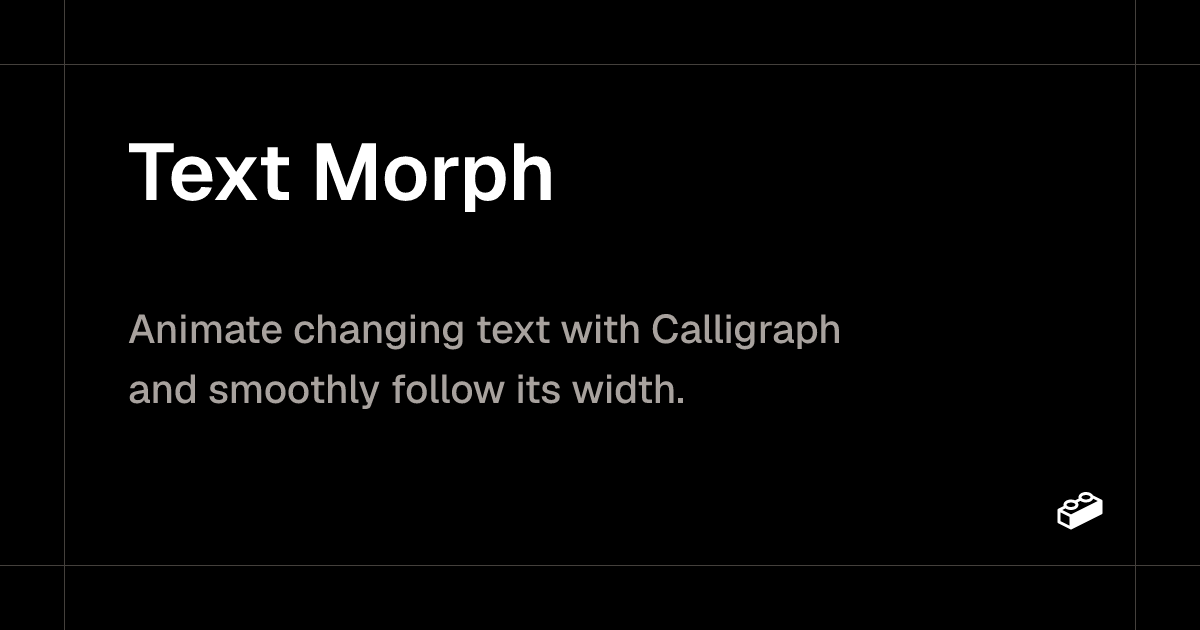 Text Morph
Animate changing text with Calligraph
and smoothly follow its width.